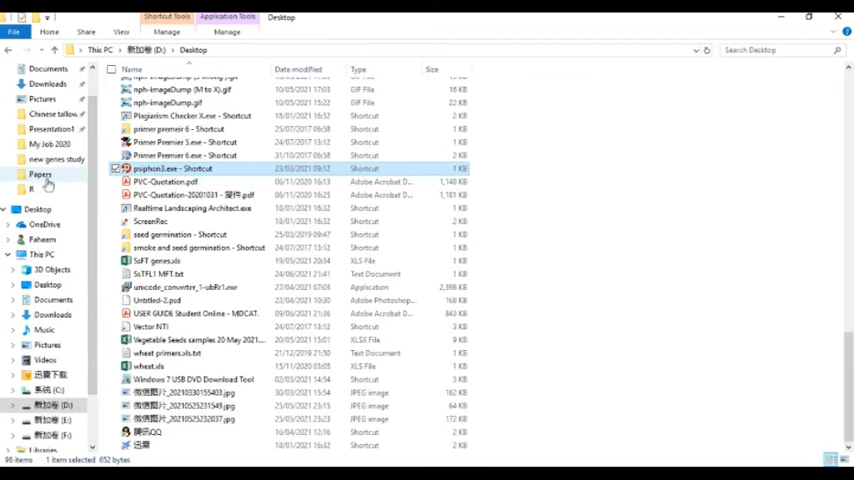 Shortcut Tools Application Tools Desktop
File Home Share View Manage Manage
This PC 新加卷 (D:) Desktop Search Desktop
Documents
Downloads
Pictures
Chinese tallow
Presentation1
My Job 2020
new genes study
Papers
R
Desktop
OneDrive
Faheem
This PC
3D Objects
Desktop
Documents
Downloads
Music
Pictures
Videos
迅雷下载
系统 (C:)
新加卷 (D:)
新加卷 (E:)
新加卷 (F:)
Libraries
Name Date modified Type Size
nph-imageDump (M to X).gif 10/05/2021 17:03 GIF File 16 KB
nph-imageDump.gif 10/05/2021 15:22 GIF File 22 KB
Plagiarism Checker X.exe - Shortcut 18/01/2021 16:32 Shortcut 2 KB
primer premeir 6 - Shortcut 25/07/2017 06:58 Shortcut 1 KB
Primer Premier 5.exe - Shortcut 24/07/2017 13:12 Shortcut 1 KB
Primer Premier 6.exe - Shortcut 31/10/2017 06:58 Shortcut 2 KB
psiphon3.exe - Shortcut 23/03/2021 09:12 Shortcut 1 KB
PVC-Quotation.pdf 06/11/2020 16:13 Adobe Acrobat D... 1,148 KB
PVC-Quotation-20201031 - 复件.pdf 06/11/2020 16:25 Adobe Acrobat D... 1,181 KB
Realtime Landscaping Architect.exe 18/01/2021 16:32 Shortcut 1 KB
ScreenRec Shortcut 2 KB
seed germination - Shortcut 25/03/2019 09:47 Shortcut 1 KB
smoke and seed germination - Shortcut 24/07/2017 13:12 Shortcut 1 KB
SsFT genes.xls 19/05/2021 20:34 XLS File 1 KB
SsTFL1 MFT.txt 24/06/2021 21:41 Text Document 1 KB
unicode_converter_1-ubRr1.exe 27/04/2021 07:01 Application 2,398 KB
Untitled-2.psd 22/04/2021 10:30 Adobe Photoshop... 168 KB
USER GUIDE Student Online - MDCAT. 09/06/2021 21:36 Adobe Acrobat D... 843 KB
Vector NTI 24/07/2017 13:12 Shortcut 3 KB
Vegetable Seeds samples 20 May 2021.... 20/05/2021 15:01 XLSX File 9 KB
wheat primers.xls.txt 21/12/2019 21:50 Text Document 1 KB
wheat.xls 15/11/2020 03:05 XLS File 1 KB
Windows 7 USB DVD Download Tool 02/03/2021 14:54 Shortcut 3 KB
微信图片_20210330155403.jpg 30/03/2021 15:54 JPEG image 162 KB
微信图片_20210525231549.jpg 25/05/2021 23:15 JPEG image 64 KB
微信图片_20210525232037.jpg 25/05/2021 23:23 JPEG image 172 KB
腾讯QQ 16/04/2021 12:16 Shortcut 2 KB
迅雷 18/01/2021 16:32 Shortcut 2 KB
96 items 1 item selected 652 bytes